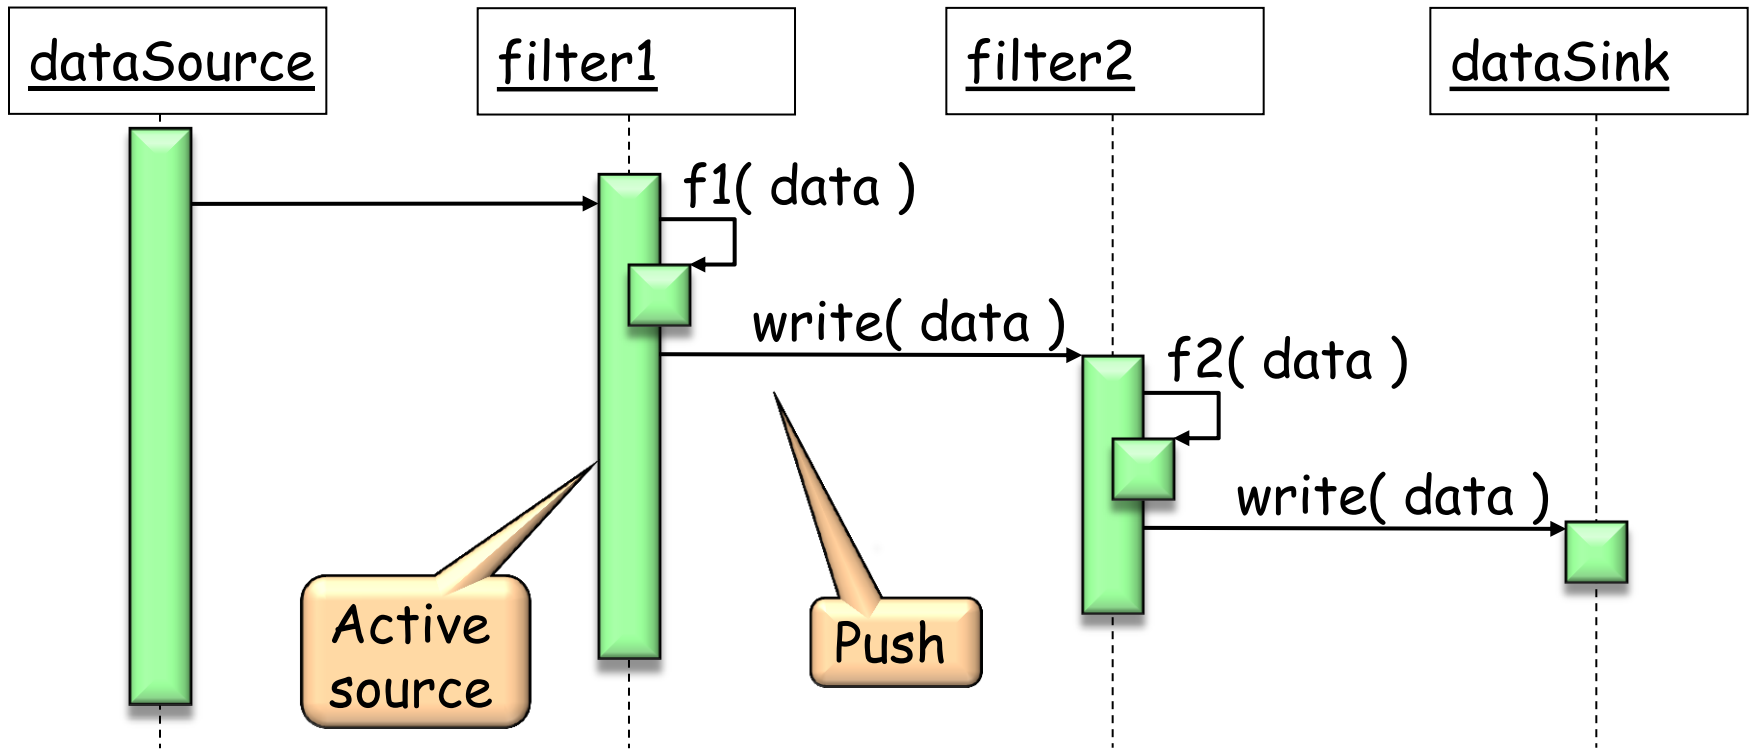 dataSource
filter1
filter2
dataSink
f1( data )
write( data )
f2( data )
write( data )
Active
source
Push